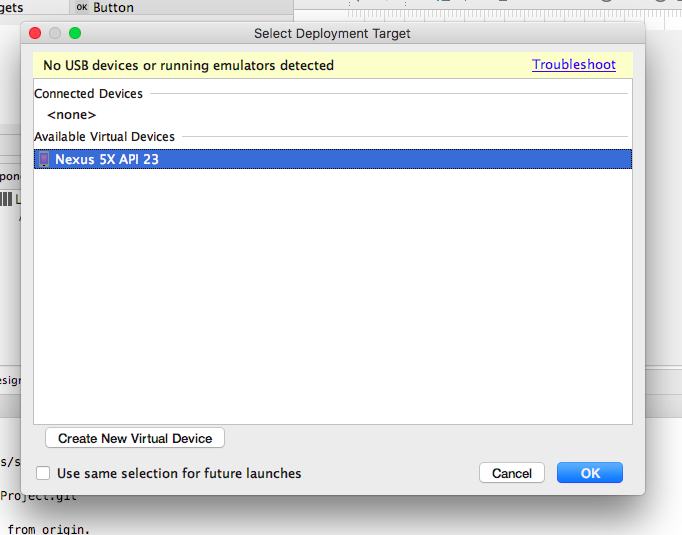 gets
OK Button
Select Deployment Target
No USB devices or running emulators detected
Troubleshoot
Connected Devices
<none>
Available Virtual Devices
Nexus 5X API 23
pon
L
esign
Create New Virtual Device
s/s
Use same selection for future launches
Cancel
OK
Project.git
from origin.